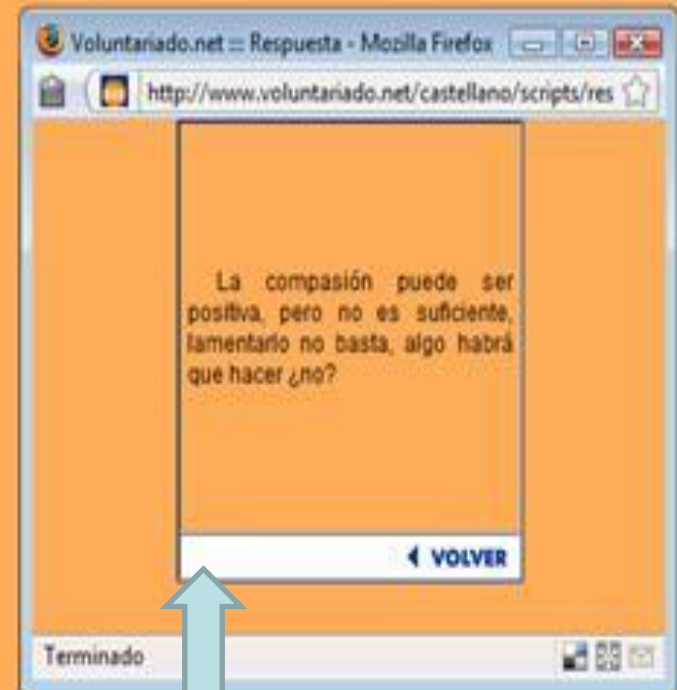 Voluntariado.net ::: Respuesta - Mozilla Firefox
http://www.voluntariado.net/castellano/scripts/res
La compasión puede ser
positiva, pero no es suficiente,
lamentarlo no basta, algo habrá
que hacer ¿no?
VOLVER
Terminado